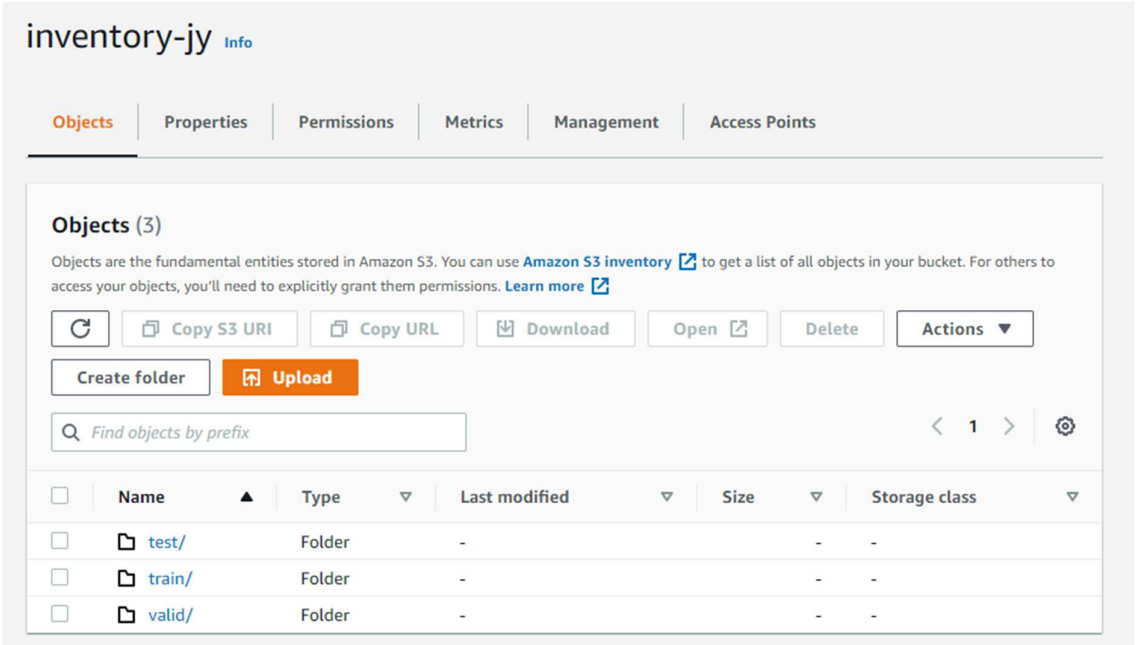 inventory-jy Info
Objects Properties Permissions Metrics Management Access Points
Objects (3)
Objects are the fundamental entities stored in Amazon S3. You can use Amazon S3 inventory to get a list of all objects in your bucket. For others to
access your objects, you'll need to explicitly grant them permissions. Learn more
Copy S3 URI Copy URL Download Open Delete Actions
Create folder Upload
Find objects by prefix 1
Name Type Last modified Size Storage class
test/ Folder - - -
train/ Folder - - -
valid/ Folder - - -